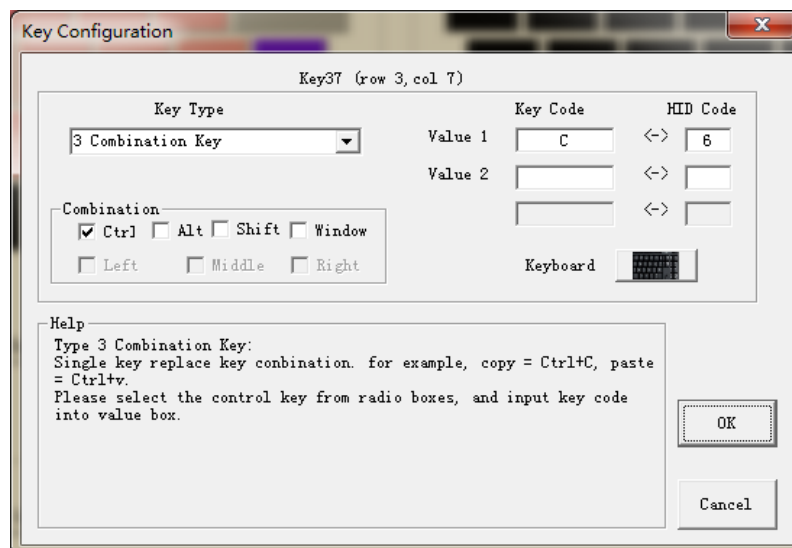 Key Configuration
Key37 (row 3, col 7)
Key Type
Key Code
HID Code
3 Combination Key
Value 1
C
<->
6
Value 2
<->
<->
Combination
Ctrl
Alt
Shift
Window
Left
Middle
Right
Keyboard
Help
Type 3 Combination Key:
Single key replace key conbination. for example, copy = Ctrl+C, paste
= Ctrl+v.
Please select the control key from radio boxes, and input key code
into value box.
OK
Cancel